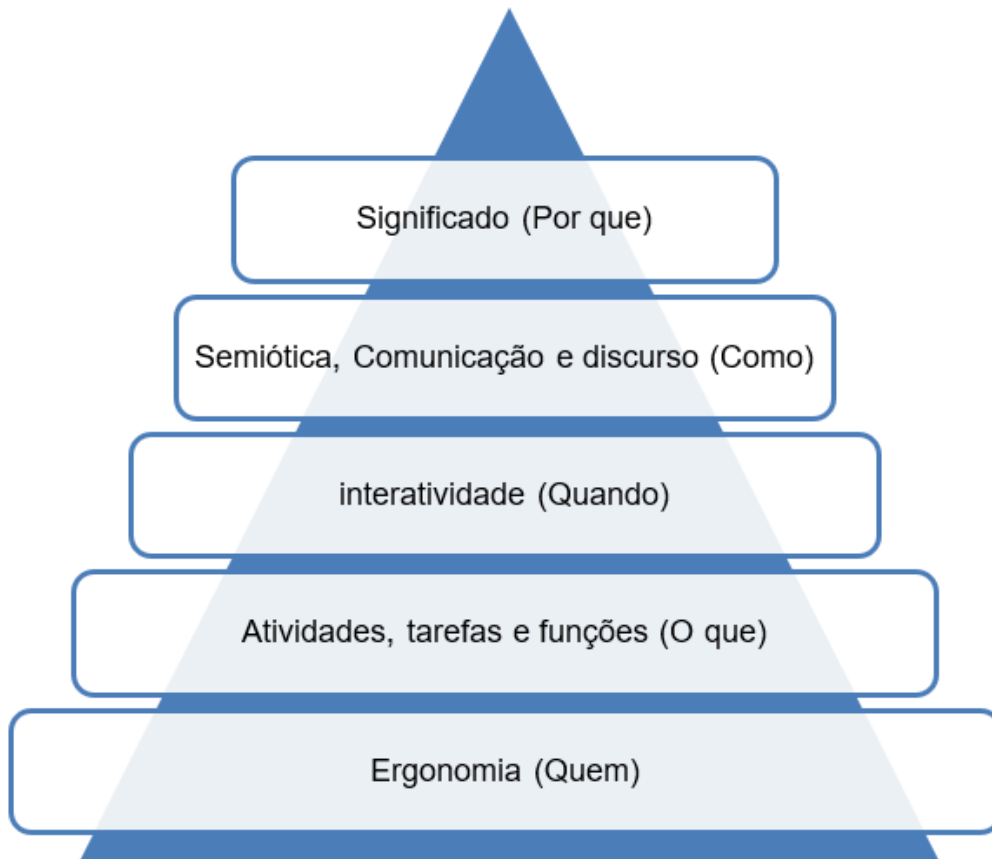 Significado (Por que)
Semiótica, Comunicação e discurso (Como)
interatividade (Quando)
Atividades, tarefas e funções (O que)
Ergonomia (Quem)